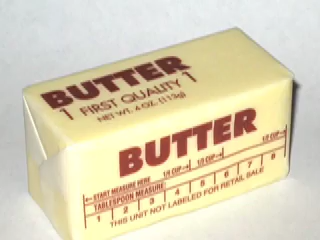 BUTTER
1 FIRST QUALITY 1
NET WT. 4 OZ. (113g)
BUTTER
1/4 CUP 1/3 CUP 1/2 CUP
START MEASURE HERE
TABLESPOON MEASURE
1 2 3 4 5 6 7 8
THIS UNIT NOT LABELED FOR RETAIL SALE